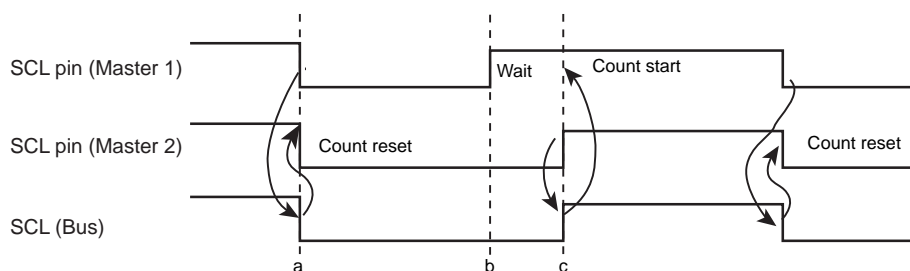 SCL pin (Master 1)
Wait
Count start
SCL pin (Master 2)
Count reset
Count reset
SCL (Bus)
a
b
c